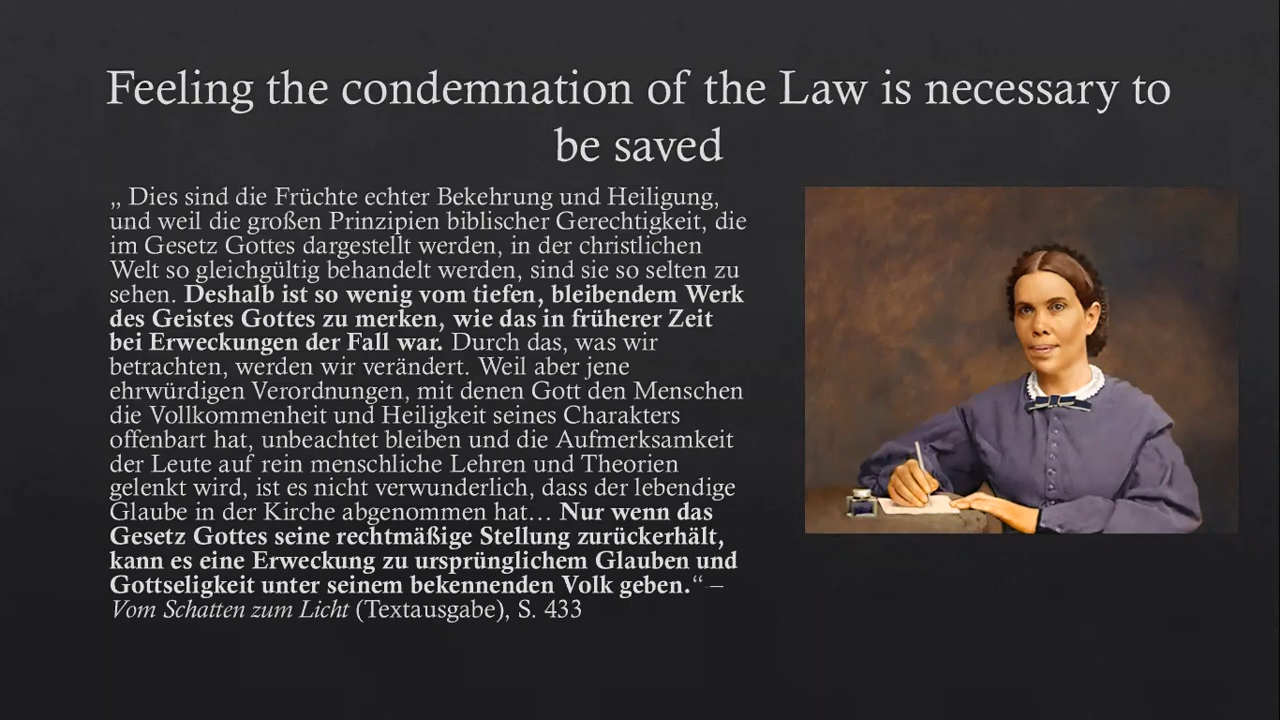 Feeling the condemnation of the Law is necessary to
be saved
„ Dies sind die Früchte echter Bekehrung und Heiligung,
und weil die großen Prinzipien biblischer Gerechtigkeit, die
im Gesetz Gottes dargestellt werden, in der christlichen
Welt so gleichgültig behandelt werden, sind sie so selten zu
sehen. Deshalb ist so wenig vom tiefen, bleibendem Werk
des Geistes Gottes zu merken, wie das in früherer Zeit
bei Erweckungen der Fall war. Durch das, was wir
betrachten, werden wir verändert. Weil aber jene
ehrwürdigen Verordnungen, mit denen Gott den Menschen
die Vollkommenheit und Heiligkeit seines Charakters
offenbart hat, unbeachtet bleiben und die Aufmerksamkeit
der Leute auf rein menschliche Lehren und Theorien
gelenkt wird, ist es nicht verwunderlich, dass der lebendige
Glaube in der Kirche abgenommen hat… Nur wenn das
Gesetz Gottes seine rechtmäßige Stellung zurückerhält,
kann es eine Erweckung zu ursprünglichem Glauben und
Gottseligkeit unter seinem bekennenden Volk geben.“ –
Vom Schatten zum Licht (Textausgabe), S. 433